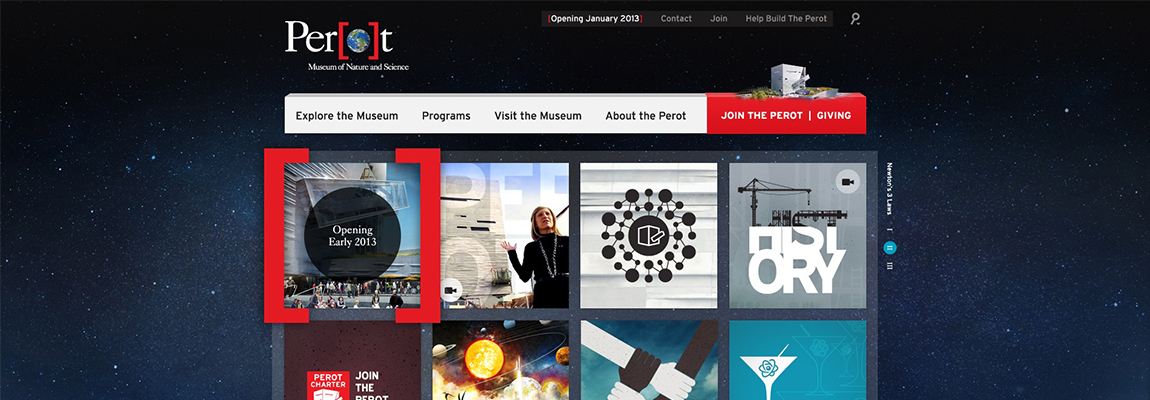 [Opening January 2013] Contact Join Help Build The Perot
Per[o]t
Museum of Nature and Science
Explore the Museum Programs Visit the Museum About the Perot JOIN THE PEROT | GIVING
Opening
Early 2013
HISTORY
Newton's 3 Laws I II III
PEROT
CHARTER
JOIN
THE
PEROT